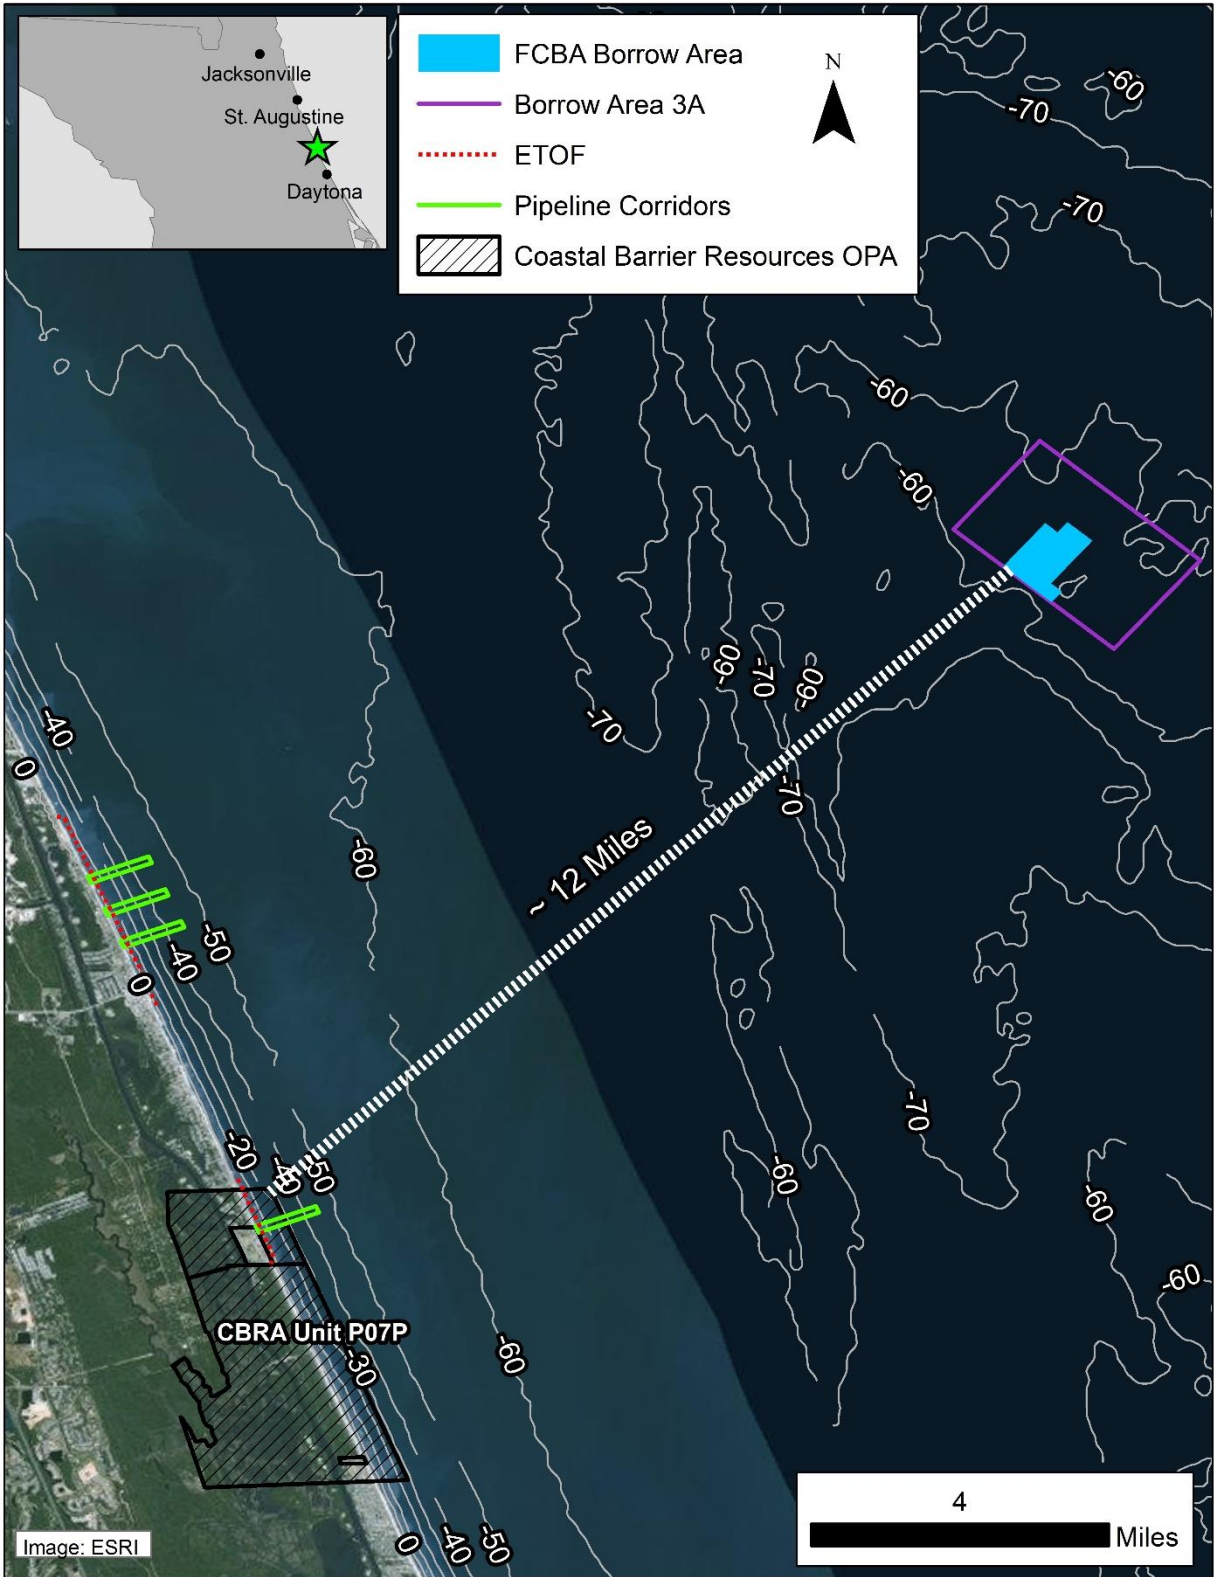 Jacksonville
St. Augustine
Daytona
FCBA Borrow Area
Borrow Area 3A
ETOF
Pipeline Corridors
Coastal Barrier Resources OPA
N
-60
-70
-70
-60
-60
-60
-70
-60
-70
-70
-40
0
-60
~ 12 Miles
-50
-40
0
-70
-20
-40
-50
-60
-60
-60
CBRA Unit P07P
-30
-60
0
-40
-50
4
Miles
Image: ESRI